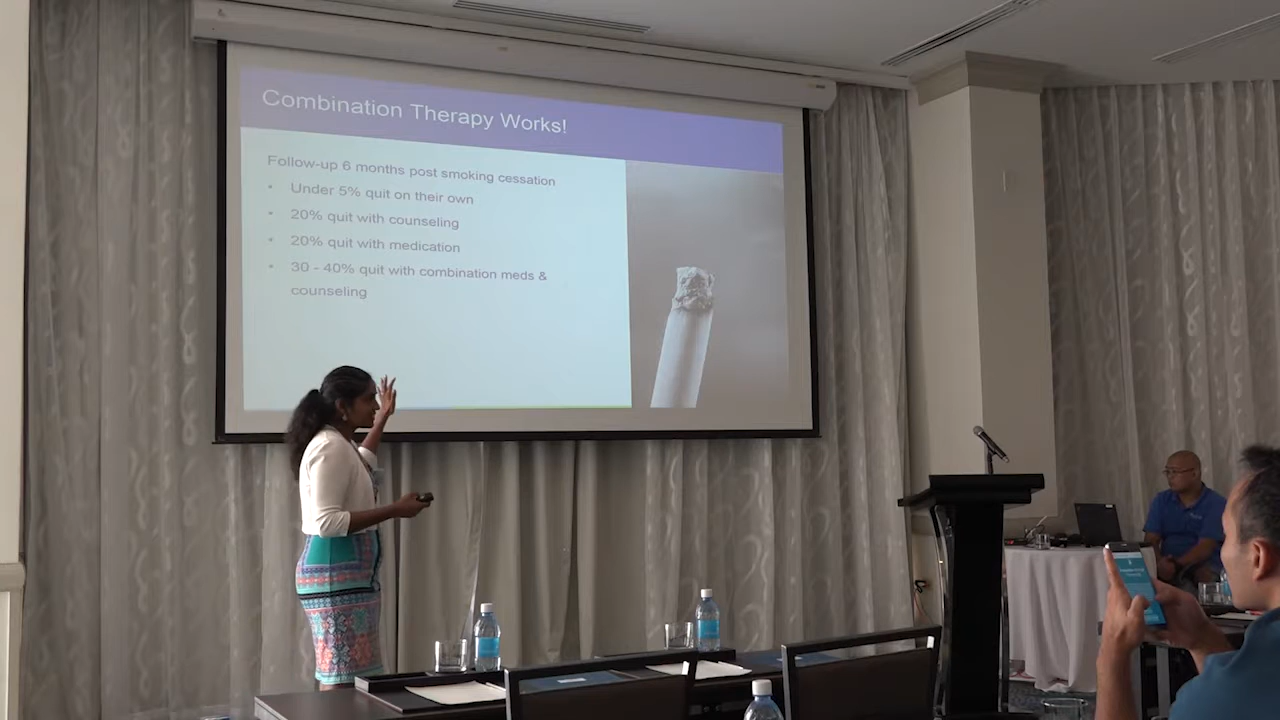 Combination Therapy Works!
Follow-up 6 months post smoking cessation
• Under 5% quit on their own
• 20% quit with counseling
• 20% quit with medication
• 30 - 40% quit with combination meds &
counseling